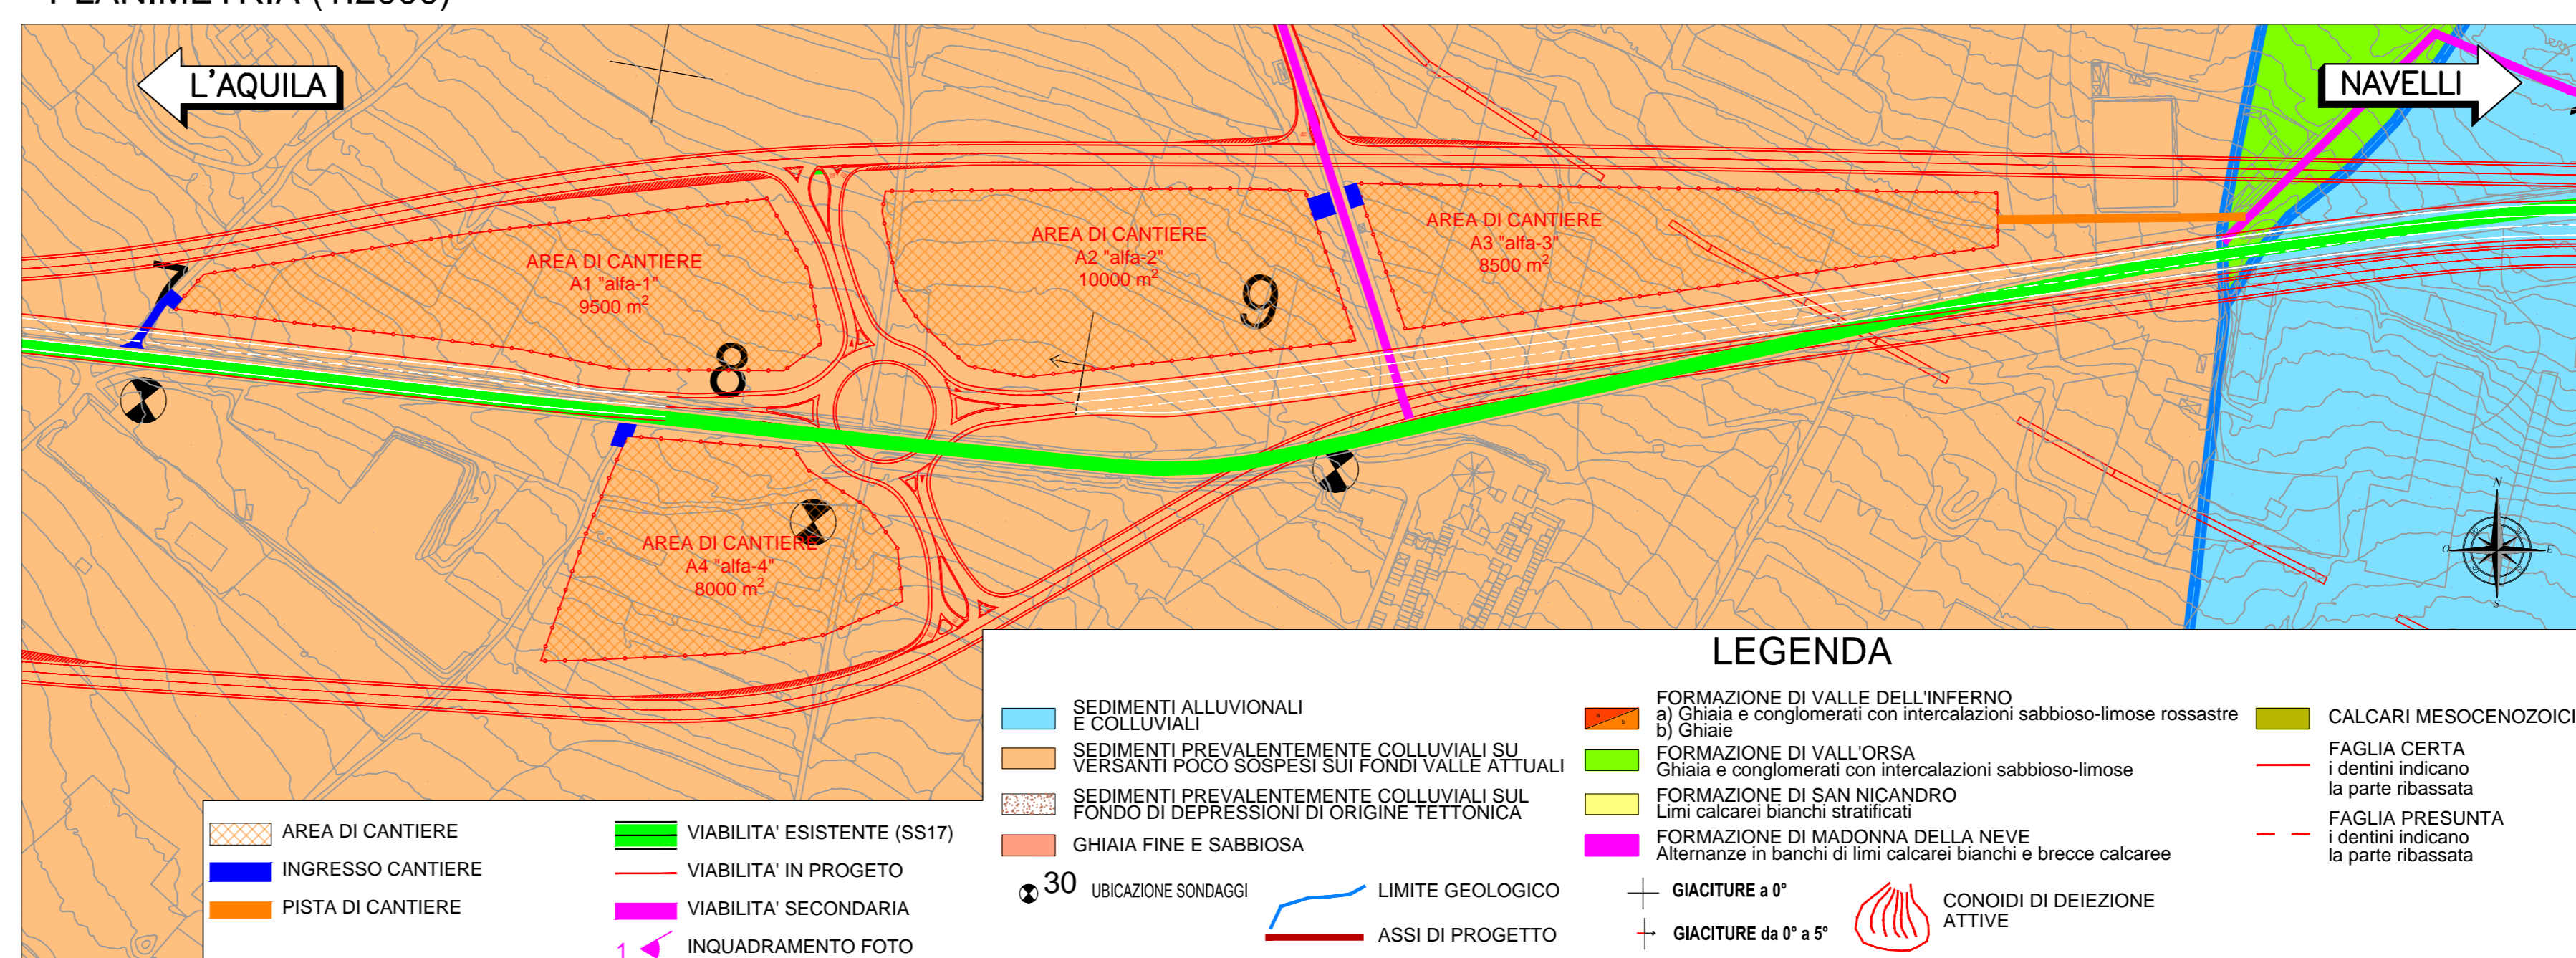 PLANIMETRIA (1:2000)
L'AQUILA
NAVELLI
AREA DI CANTIERE
A1 "alfa-1"
9500 m²
AREA DI CANTIERE
A2 "alfa-2"
10000 m²
AREA DI CANTIERE
A3 "alfa-3"
8500 m²
7
8
9
AREA DI CANTIERE
A4 "alfa-4"
8000 m²
N
O
E
S
LEGENDA
SEDIMENTI ALLUVIONALI
E COLLUVIALI
SEDIMENTI PREVALENTEMENTE COLLUVIALI SU
VERSANTI POCO SOSPESI SUI FONDI VALLE ATTUALI
SEDIMENTI PREVALENTEMENTE COLLUVIALI SUL
FONDO DI DEPRESSIONI DI ORIGINE TETTONICA
GHIAIA FINE E SABBIOSA
30 UBICAZIONE SONDAGGI
FORMAZIONE DI VALLE DELL'INFERNO
a) Ghiaia e conglomerati con intercalazioni sabbioso-limose rossastre
b) Ghiaie
FORMAZIONE DI VALL'ORSA
Ghiaia e conglomerati con intercalazioni sabbioso-limose
FORMAZIONE DI SAN NICANDRO
Limi calcarei bianchi stratificati
FORMAZIONE DI MADONNA DELLA NEVE
Alternanze in banchi di limi calcarei bianchi e brecce calcaree
CALCARI MESOCENOZOICI
FAGLIA CERTA
i dentini indicano
la parte ribassata
FAGLIA PRESUNTA
i dentini indicano
la parte ribassata
LIMITE GEOLOGICO
ASSI DI PROGETTO
GIACITURE a 0°
GIACITURE da 0° a 5°
CONOIDI DI DEIEZIONE
ATTIVE
AREA DI CANTIERE
INGRESSO CANTIERE
PISTA DI CANTIERE
VIABILITA' ESISTENTE (SS17)
VIABILITA' IN PROGETO
VIABILITA' SECONDARIA
1 INQUADRAMENTO FOTO